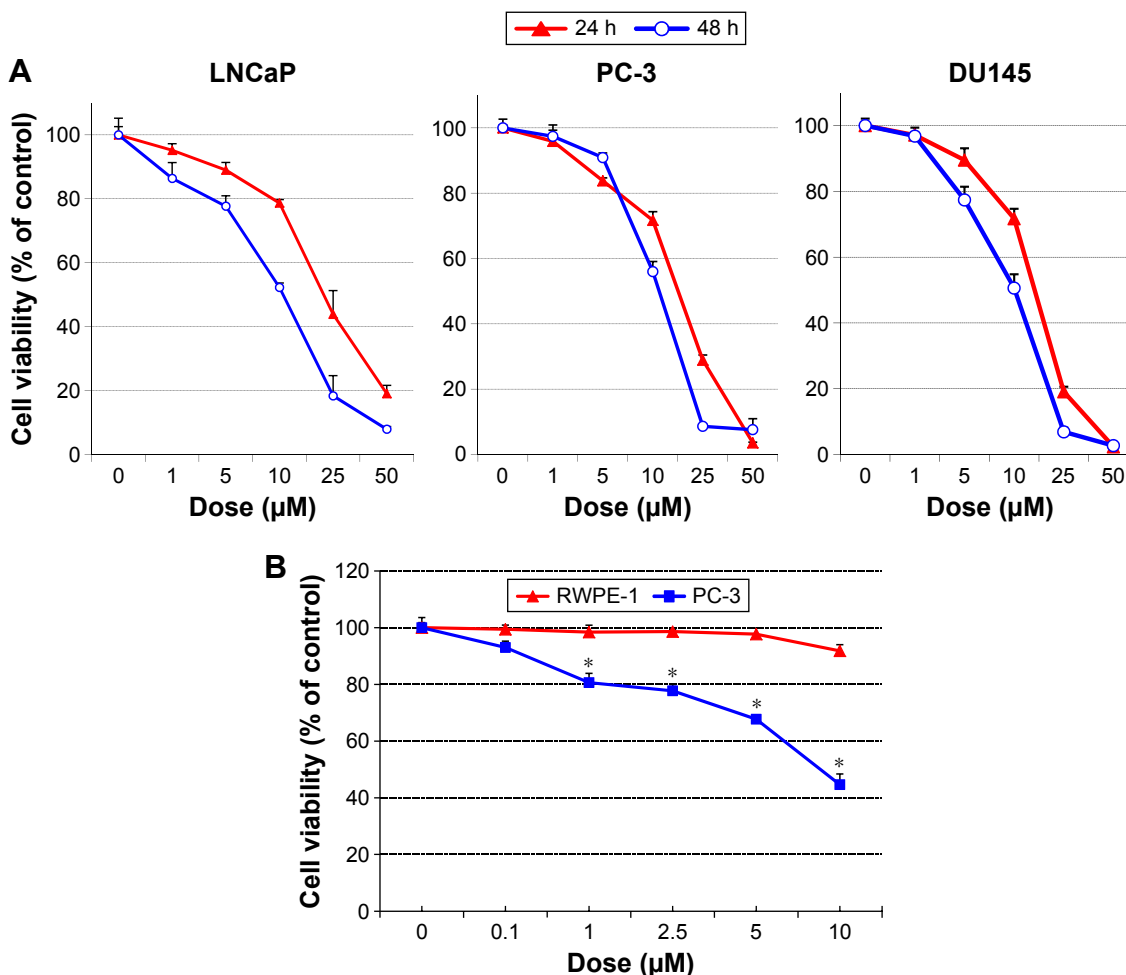 24 h 48 h
A
LNCaP PC-3 DU145
Cell viability (% of control)
100
80
60
40
20
0
0 1 5 10 25 50
Dose (µM)
100
80
60
40
20
0
0 1 5 10 25 50
Dose (µM)
100
80
60
40
20
0
0 1 5 10 25 50
Dose (µM)
B
Cell viability (% of control)
120
100
80
60
40
20
0
RWPE-1 PC-3
* * * *
0 0.1 1 2.5 5 10
Dose (µM)